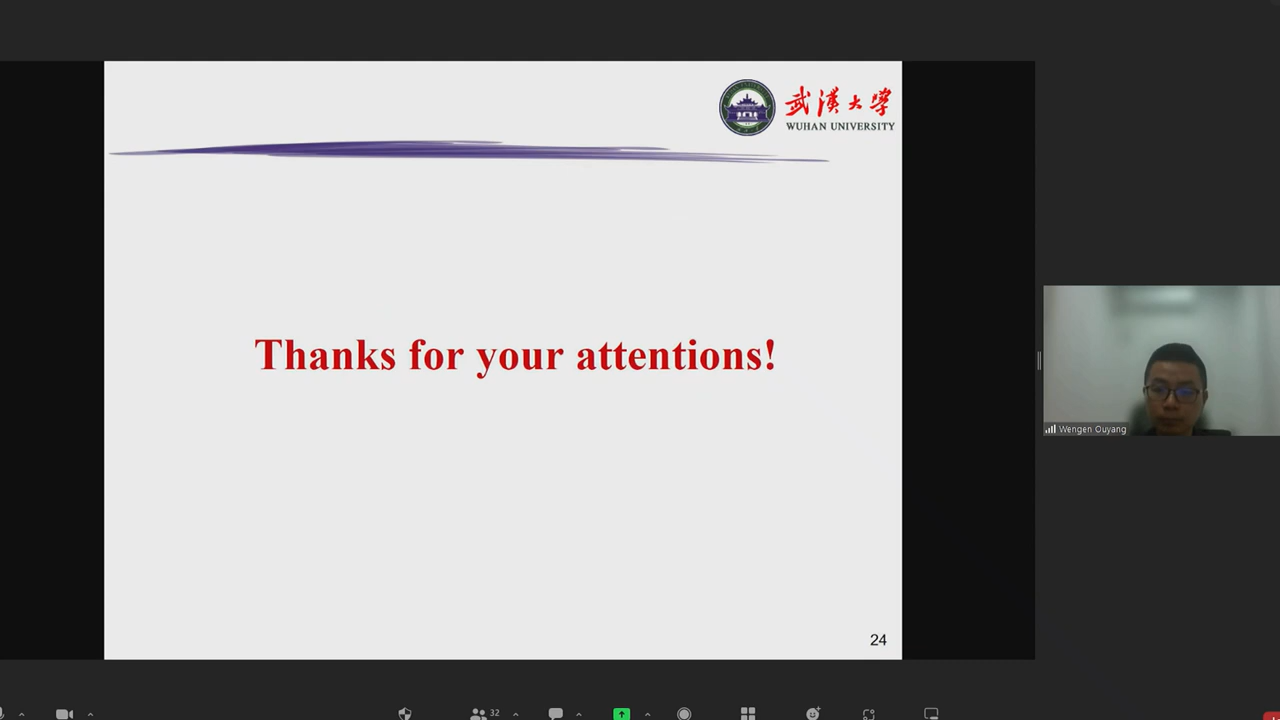 武漢大學
WUHAN UNIVERSITY
Thanks for your attentions!
Wengen Ouyang
24
32